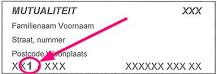 MUTUALITEIT XXX
Familienaam Voornaam
Straat, nummer
Postcode Woonplaats
XX1 / XXX XXXXXX XXX XX